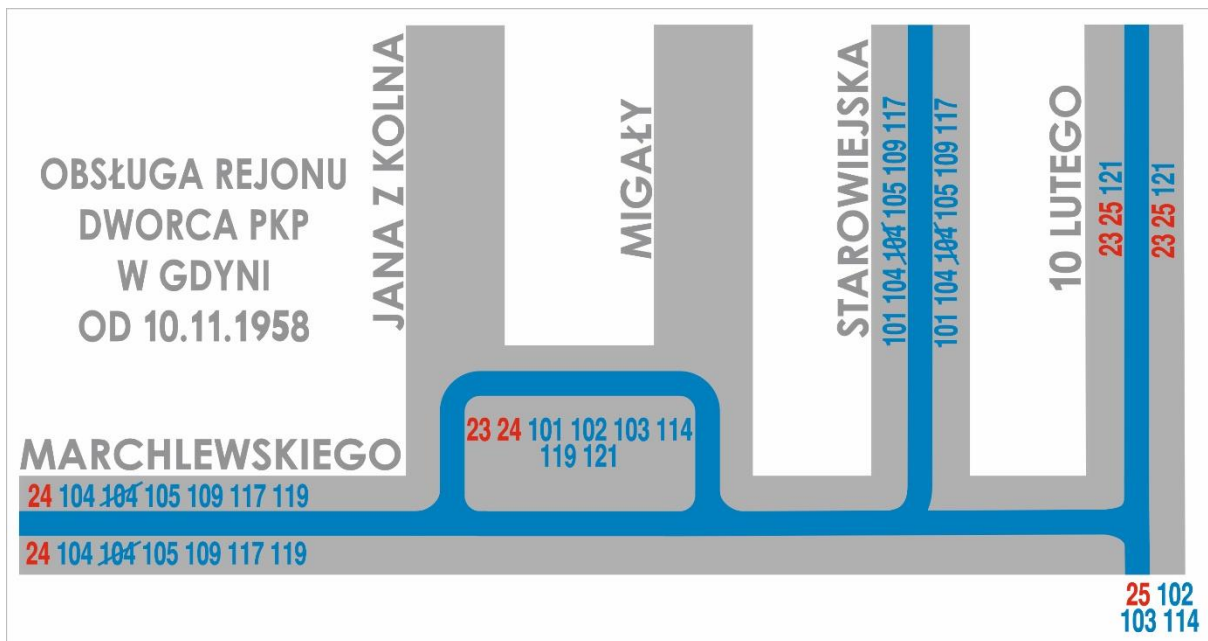 OBSŁUGA REJONU
DWORCA PKP
W GDYNI
OD 10.11.1958
JANA Z KOLNA
MIGAŁY
STAROWIEJSKA
101 104 104 105 109 117
101 104 104 105 109 117
10 LUTEGO
23 25 121
23 25 121
23 24 101 102 103 114
119 121
MARCHLEWSKIEGO
24 104 104 105 109 117 119
24 104 104 105 109 117 119
25 102
103 114